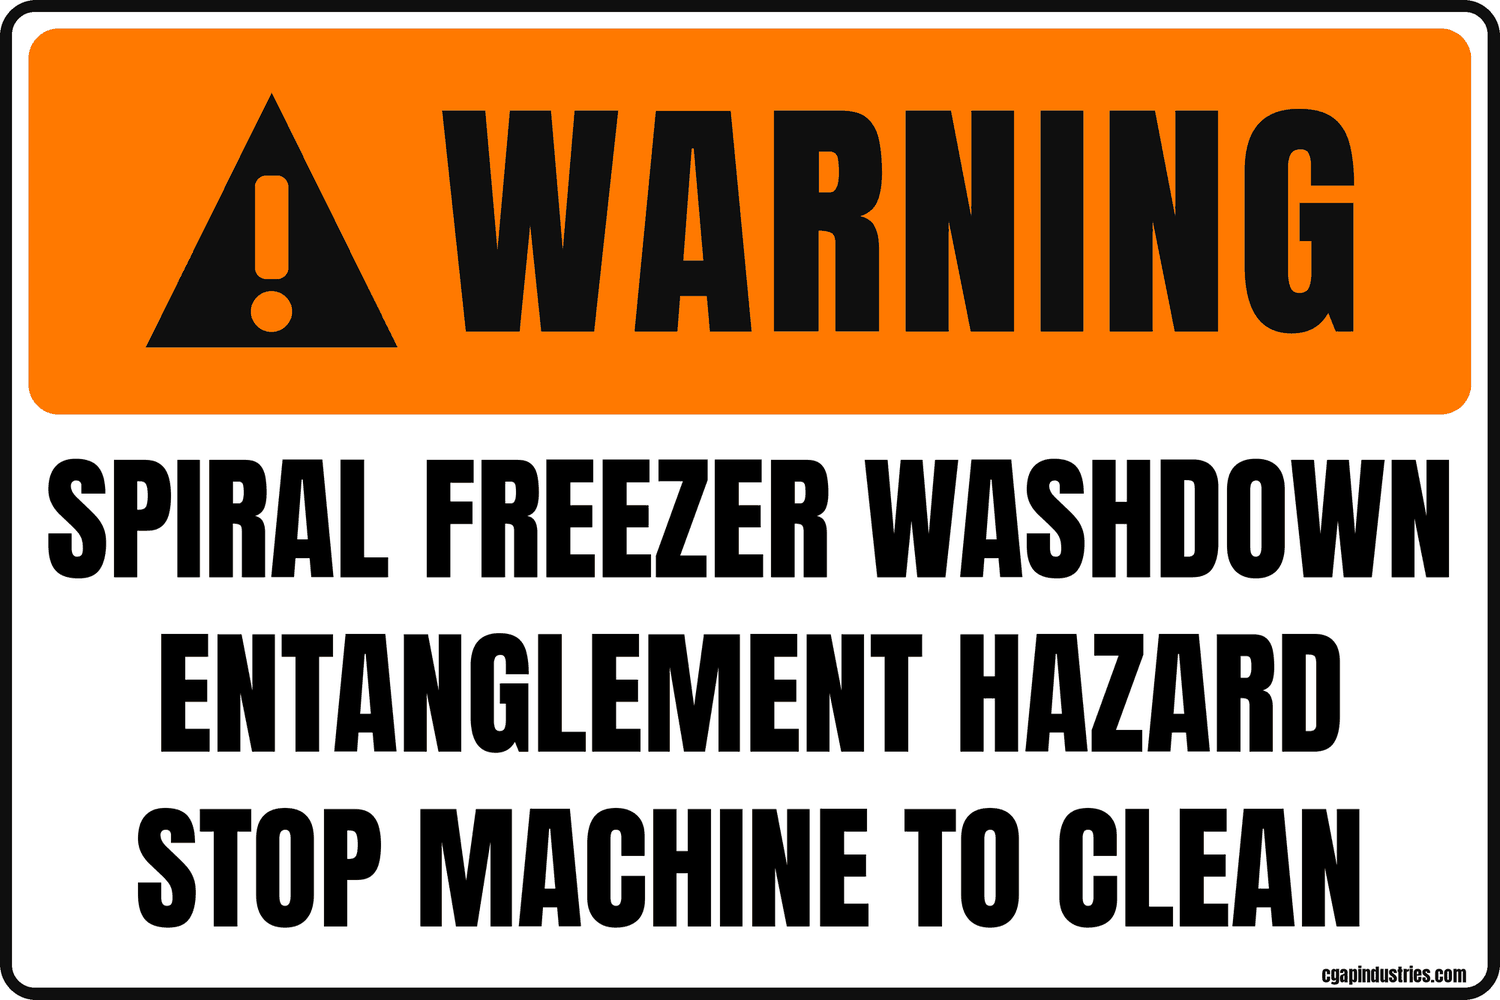 WARNING
SPIRAL FREEZER WASHDOWN
ENTANGLEMENT HAZARD
STOP MACHINE TO CLEAN
cgapindustries.com